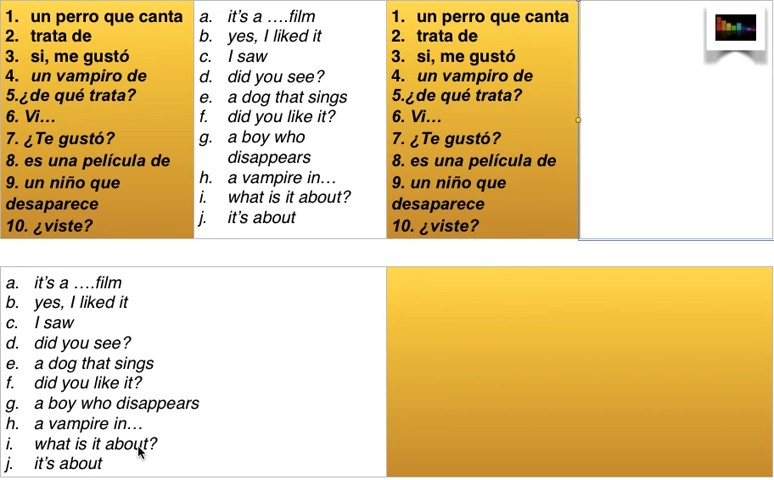 1. un perro que canta
2. trata de
3. si, me gustó
4. un vampiro de
5.¿de qué trata?
6. Vi…
7. ¿Te gustó?
8. es una película de
9. un niño que
desaparece
10. ¿viste?
a. it’s a ….film
b. yes, I liked it
c. I saw
d. did you see?
e. a dog that sings
f. did you like it?
g. a boy who
disappears
h. a vampire in…
i. what is it about?
j. it’s about
1. un perro que canta
2. trata de
3. si, me gustó
4. un vampiro de
5.¿de qué trata?
6. Vi…
7. ¿Te gustó?
8. es una película de
9. un niño que
desaparece
10. ¿viste?
a. it’s a ….film
b. yes, I liked it
c. I saw
d. did you see?
e. a dog that sings
f. did you like it?
g. a boy who disappears
h. a vampire in…
i. what is it about?
j. it’s about